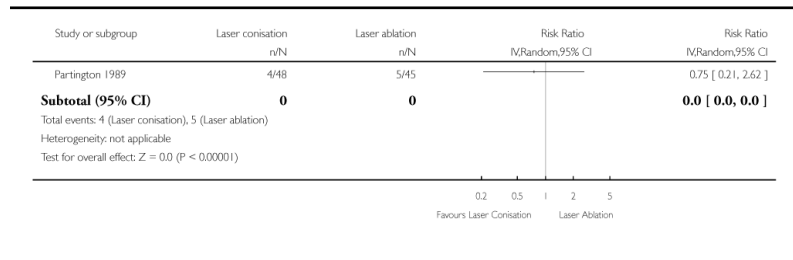 Study or subgroup Laser conisation Laser ablation Risk Ratio Risk Ratio
n/N n/N IV,Random,95% CI IV,Random,95% CI
Partington 1989 4/48 5/45 0.75 [ 0.21, 2.62 ]
Subtotal (95% CI) 0 0 0.0 [ 0.0, 0.0 ]
Total events: 4 (Laser conisation), 5 (Laser ablation)
Heterogeneity: not applicable
Test for overall effect: Z = 0.0 (P < 0.00001)
0.2 0.5 1 2 5
Favours Laser Conisation Laser Ablation